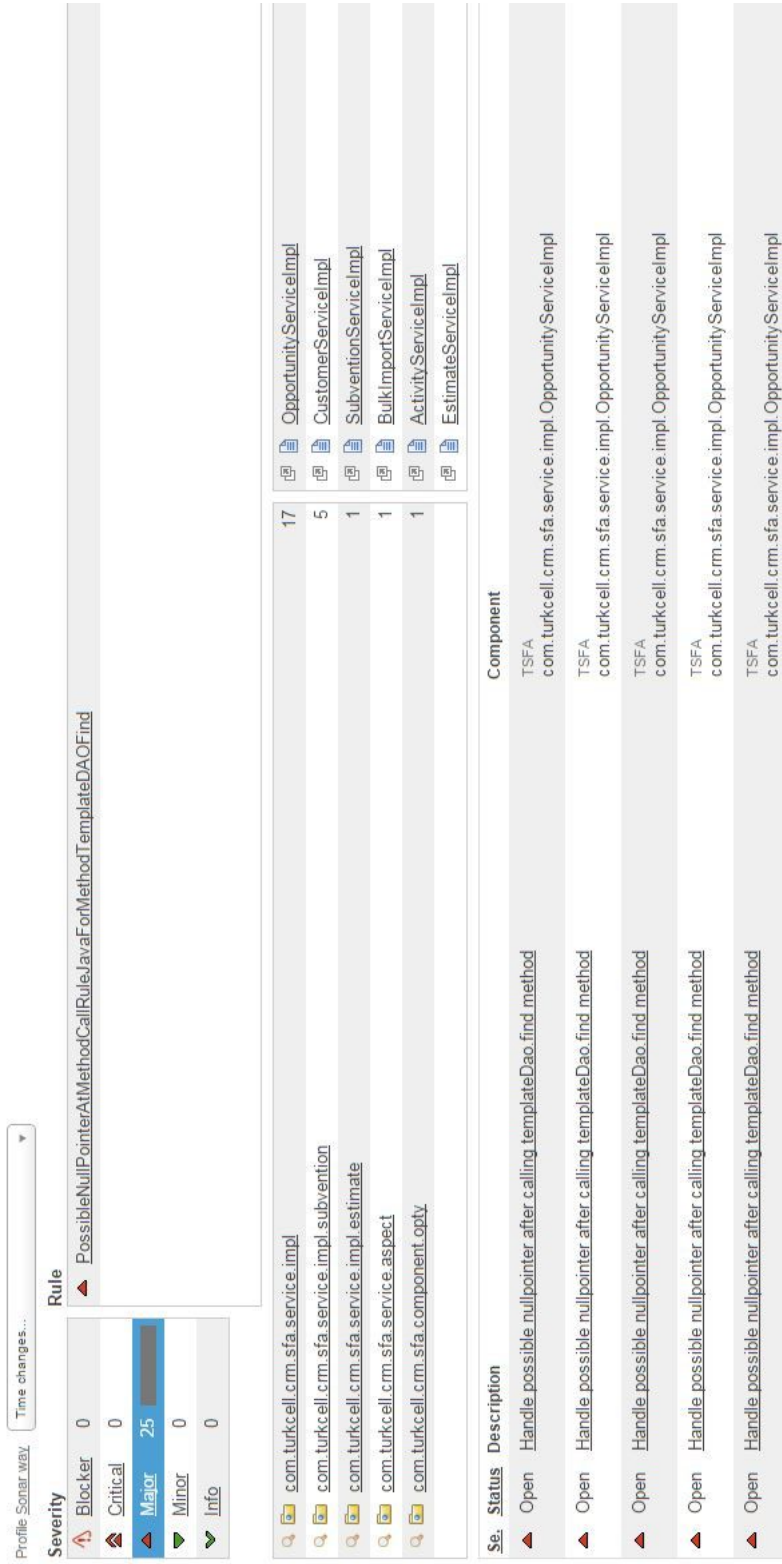 Profile Sonar way Time changes...
Severity Rule
Blocker 0 PossibleNullPointerAtMethodCallRuleJavaForMethodTemplateDAOFind
Critical 0
Major 25
Minor 0
Info 0
com.turkcell.crm.sfa.service.impl 17 OpportunityServiceImpl
com.turkcell.crm.sfa.service.impl.subvention 5 CustomerServiceImpl
com.turkcell.crm.sfa.service.impl.estimate 1 SubventionServiceImpl
com.turkcell.crm.sfa.service.aspect 1 BulkImportServiceImpl
com.turkcell.crm.sfa.component.opty 1 ActivityServiceImpl
EstimateServiceImpl
Se. Status Description Component
Open Handle possible nullpointer after calling templateDao.find method TSFA
com.turkcell.crm.sfa.service.impl.OpportunityServiceImpl
Open Handle possible nullpointer after calling templateDao.find method TSFA
com.turkcell.crm.sfa.service.impl.OpportunityServiceImpl
Open Handle possible nullpointer after calling templateDao.find method TSFA
com.turkcell.crm.sfa.service.impl.OpportunityServiceImpl
Open Handle possible nullpointer after calling templateDao.find method TSFA
com.turkcell.crm.sfa.service.impl.OpportunityServiceImpl
Open Handle possible nullpointer after calling templateDao.find method TSFA
com.turkcell.crm.sfa.service.impl.OpportunityServiceImpl